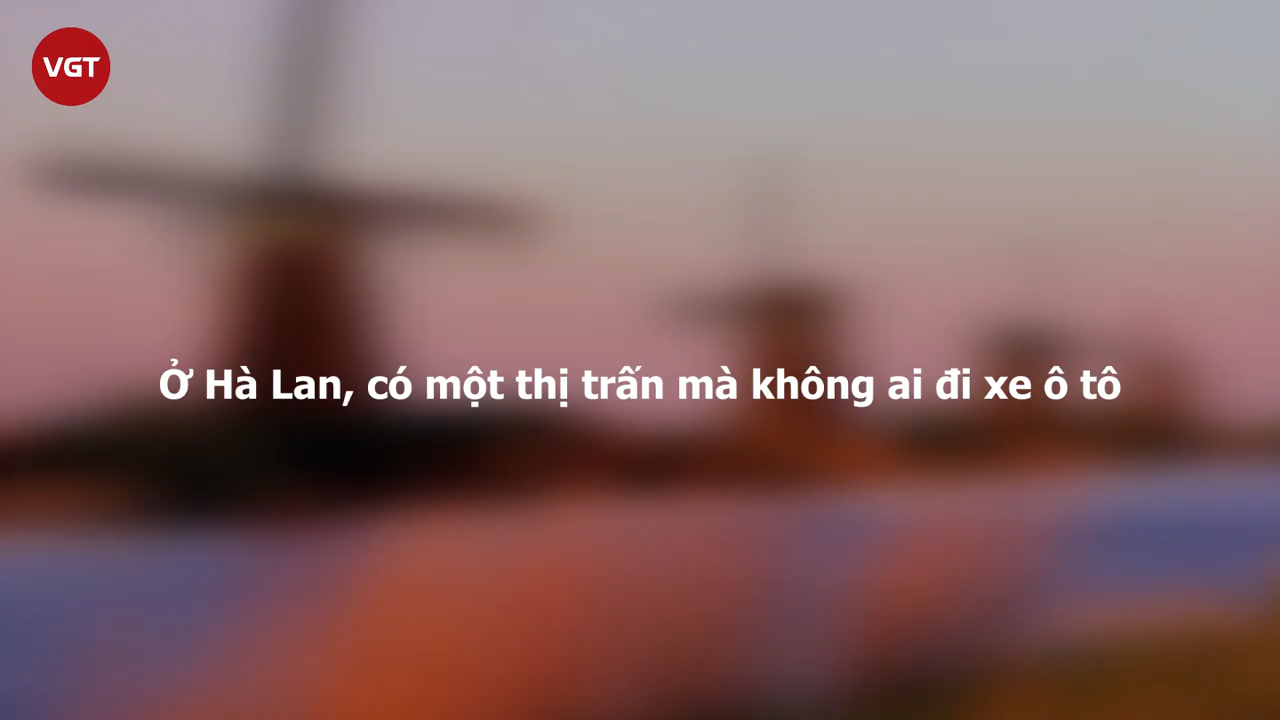 VGT
Ở Hà Lan, có một thị trấn mà không ai đi xe ô tô